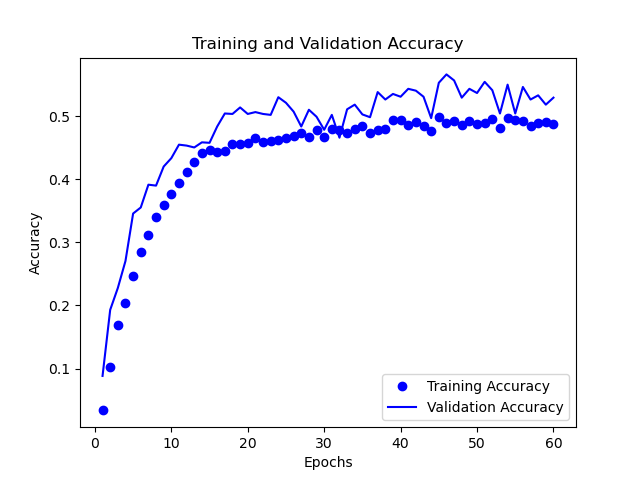 Training and Validation Accuracy
Accuracy
0.5
0.4
0.3
0.2
0.1
Training Accuracy
Validation Accuracy
0 10 20 30 40 50 60
Epochs